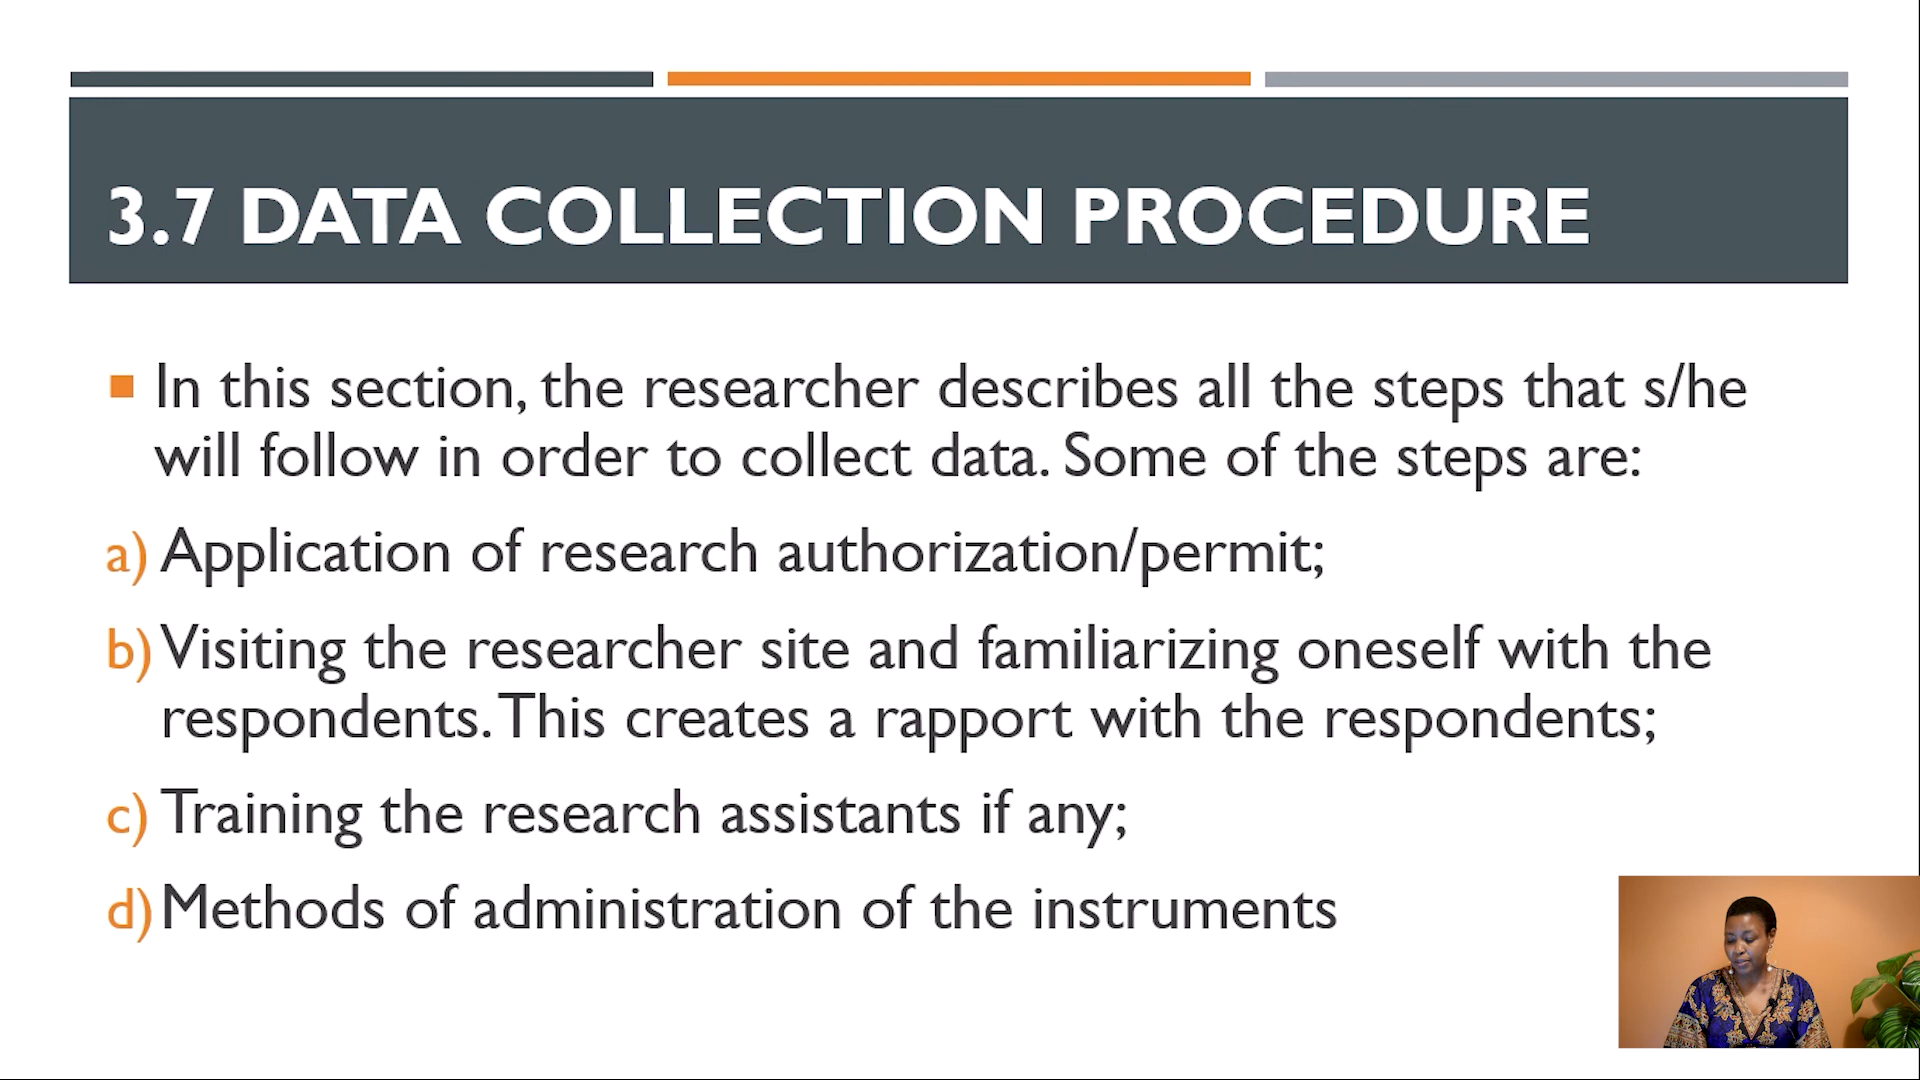 3.7 DATA COLLECTION PROCEDURE
In this section, the researcher describes all the steps that s/he
will follow in order to collect data. Some of the steps are:
a) Application of research authorization/permit;
b) Visiting the researcher site and familiarizing oneself with the
respondents. This creates a rapport with the respondents;
c) Training the research assistants if any;
d) Methods of administration of the instruments